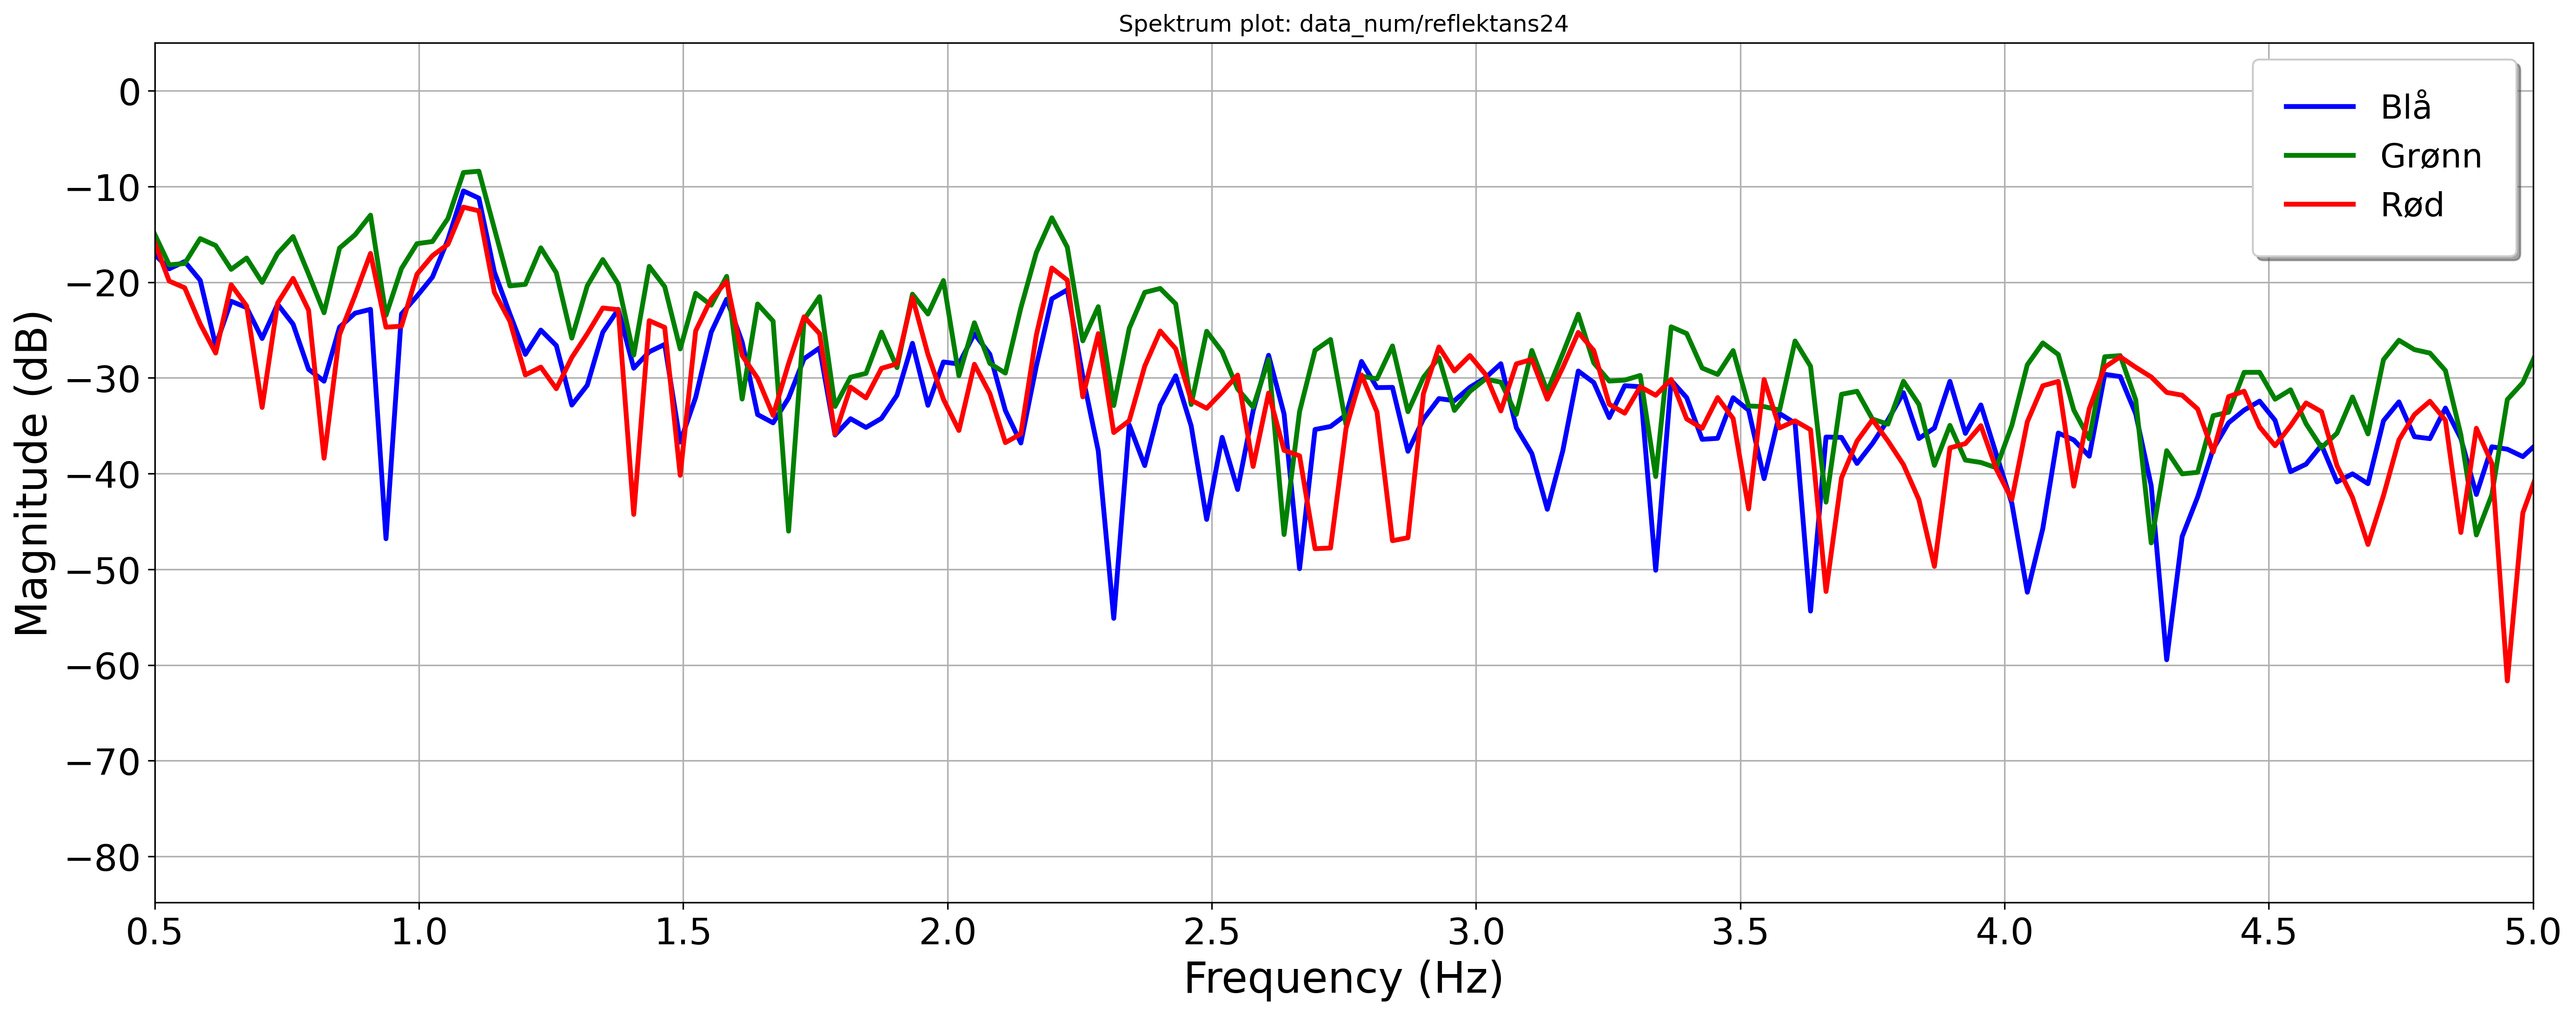 Spektrum plot: data_num/reflektans24
Magnitude (dB)
0
−10
−20
−30
−40
−50
−60
−70
−80
Blå
Grønn
Rød
0.5 1.0 1.5 2.0 2.5 3.0 3.5 4.0 4.5 5.0
Frequency (Hz)